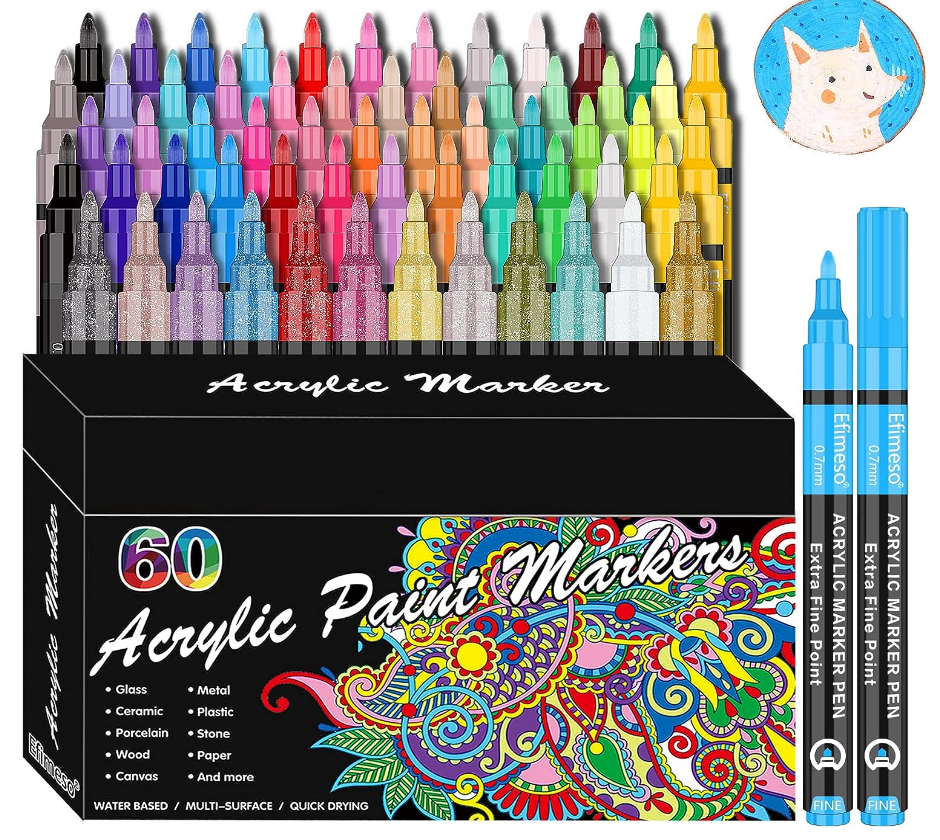 Acrylic Marker
60
Acrylic Paint Markers
• Glass
• Ceramic
• Porcelain
• Wood
• Canvas
• Metal
• Plastic
• Stone
• Paper
• And more
WATER BASED / MULTI-SURFACE / QUICK DRYING
Acrylic Marker
Efimeso®
Efimeso®
0.7mm
ACRYLIC MARKER PEN
Extra Fine Point
FINE
Efimeso®
0.7mm
ACRYLIC MARKER PEN
Extra Fine Point
FINE